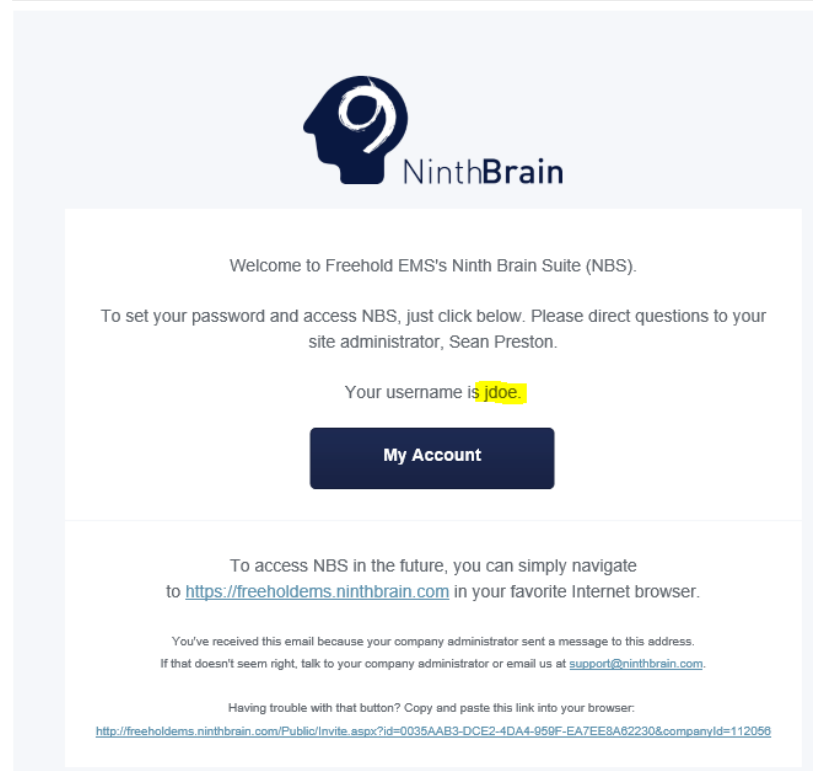 NinthBrain
Welcome to Freehold EMS's Ninth Brain Suite (NBS).
To set your password and access NBS, just click below. Please direct questions to your
site administrator, Sean Preston.
Your username is jdoe.
My Account
To access NBS in the future, you can simply navigate
to https://freeholdems.ninthbrain.com in your favorite Internet browser.
You've received this email because your company administrator sent a message to this address.
If that doesn't seem right, talk to your company administrator or email us at support@ninthbrain.com.
Having trouble with that button? Copy and paste this link into your browser:
http://freeholdems.ninthbrain.com/Public/Invite.aspx?id=0035AAB3-DCE2-4DA4-959F-EA7EE8A62230&companyId=112056